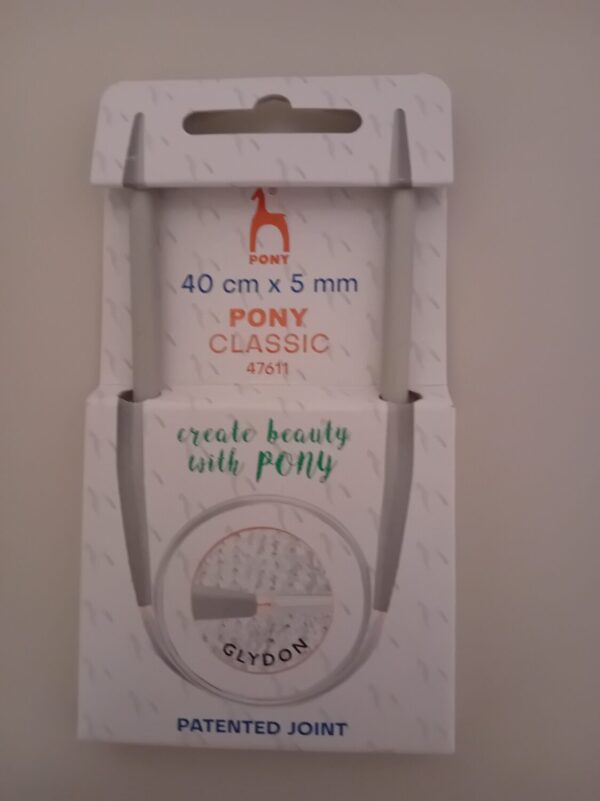 ®
PONY
40 cm x 5 mm
PONY
CLASSIC
47611
create beauty
with PONY
GLYDON
PATENTED JOINT